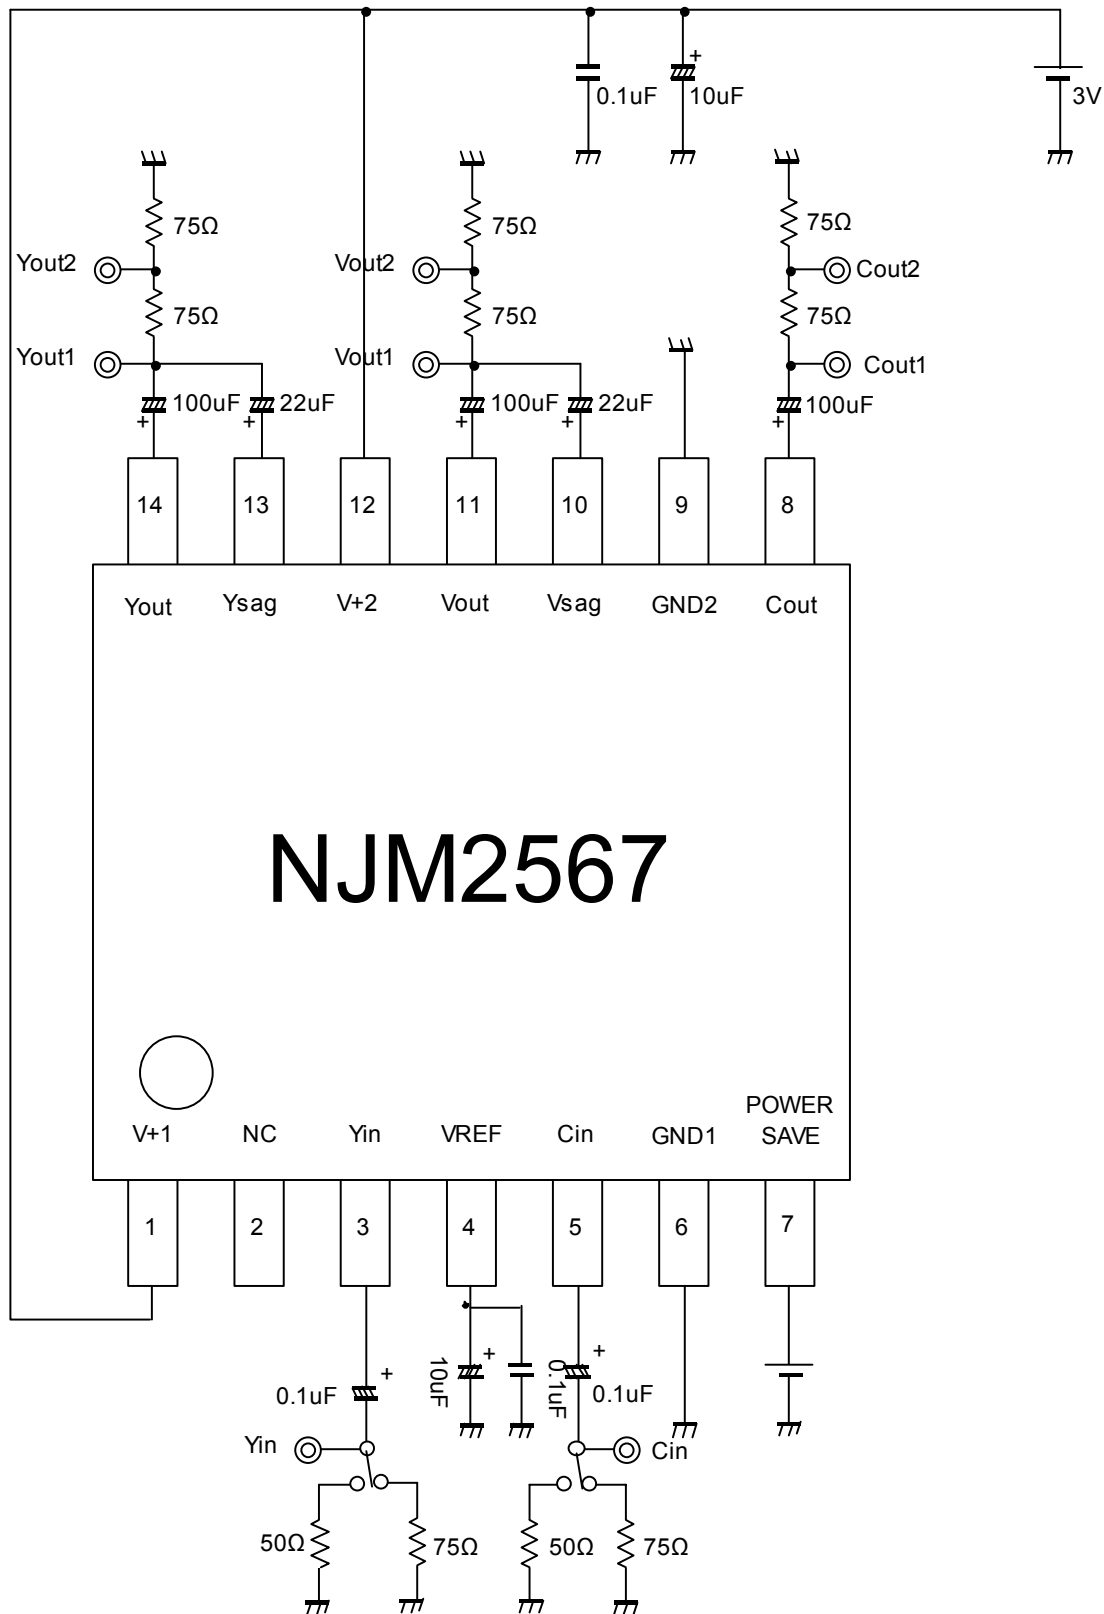 +
0.1uF 10uF 3V
75Ω 75Ω 75Ω
Yout2 Vout2 Cout2
75Ω 75Ω 75Ω
Yout1 Vout1 Cout1
100uF 22uF 100uF 22uF 100uF
+ + + + +
14 13 12 11 10 9 8
Yout Ysag V+2 Vout Vsag GND2 Cout
NJM2567
POWER
V+1 NC Yin VREF Cin GND1 SAVE
1 2 3 4 5 6 7
+ + +
0.1uF 10uF 0.1uF 0.1uF
Yin Cin
50Ω 75Ω 50Ω 75Ω